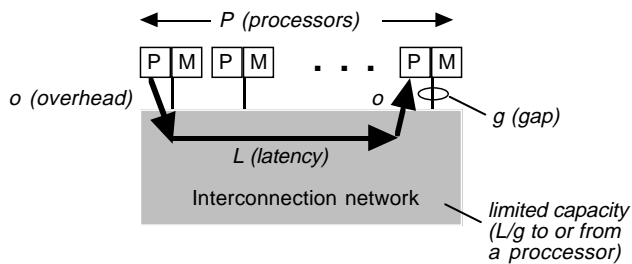 P (processors)
P M P M . . . P M
o (overhead)
o
g (gap)
L (latency)
Interconnection network
limited capacity
(L/g to or from
a proccessor)